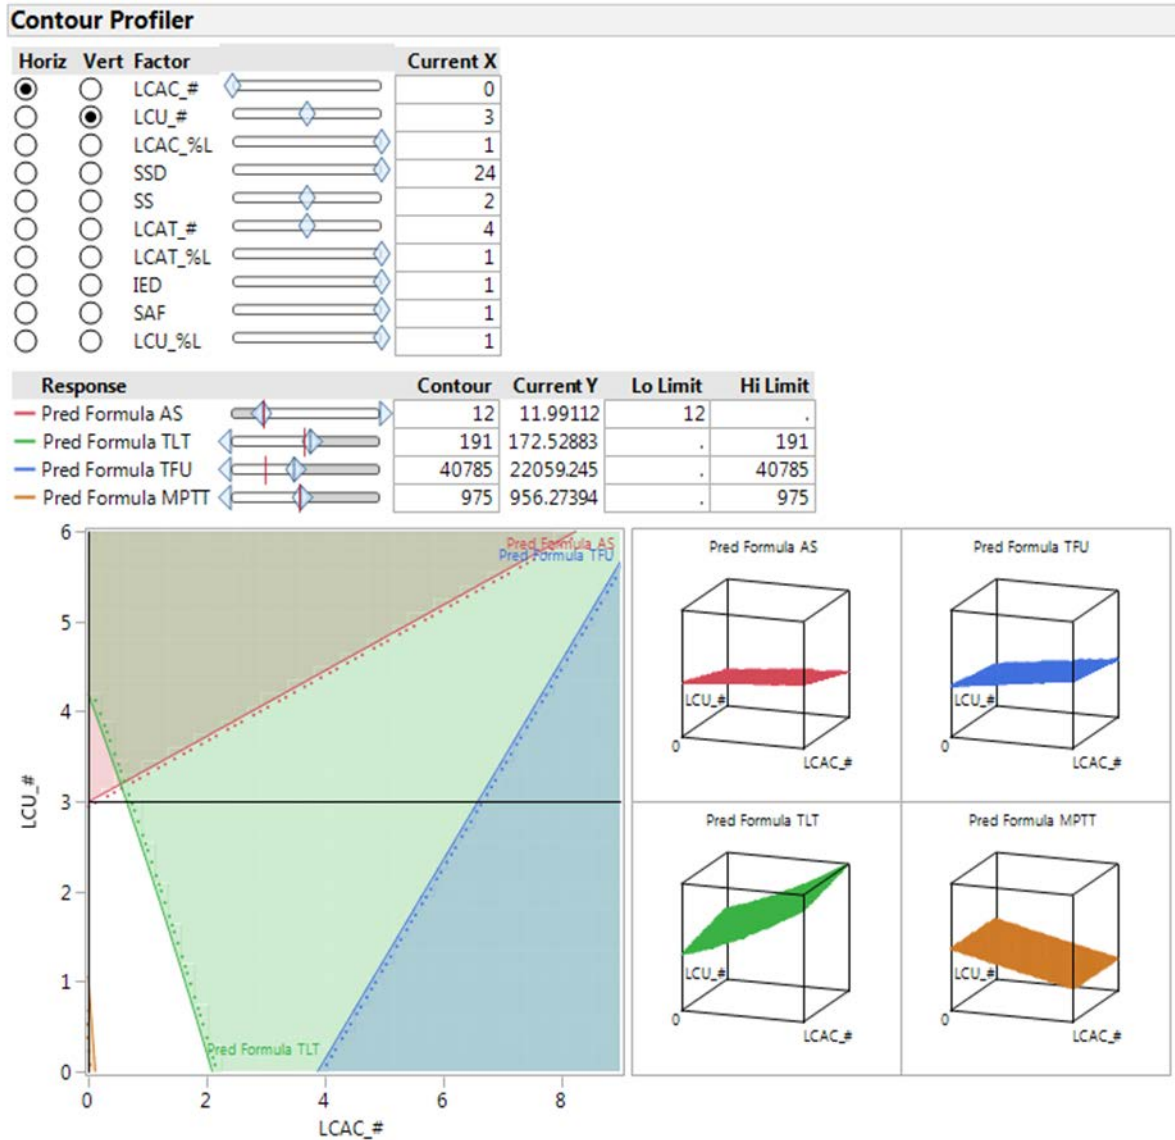 Contour Profiler
Horiz Vert Factor Current X
LCAC_# 0
LCU_# 3
LCAC_%L 1
SSD 24
SS 2
LCAT_# 4
LCAT_%L 1
IED 1
SAF 1
LCU_%L 1
Response Contour Current Y Lo Limit Hi Limit
Pred Formula AS 12 11.99112 12 .
Pred Formula TLT 191 172.52883 . 191
Pred Formula TFU 40785 22059.245 . 40785
Pred Formula MPTT 975 956.27394 . 975
6
5
4
3
2
1
0
LCU_#
Pred Formula AS
Pred Formula TFU
Pred Formula TLT
0 2 4 6 8
LCAC_#
Pred Formula AS
LCU_#
0
LCAC_#
Pred Formula TFU
LCU_#
0
LCAC_#
Pred Formula TLT
LCU_#
0
LCAC_#
Pred Formula MPTT
LCU_#
0
LCAC_#